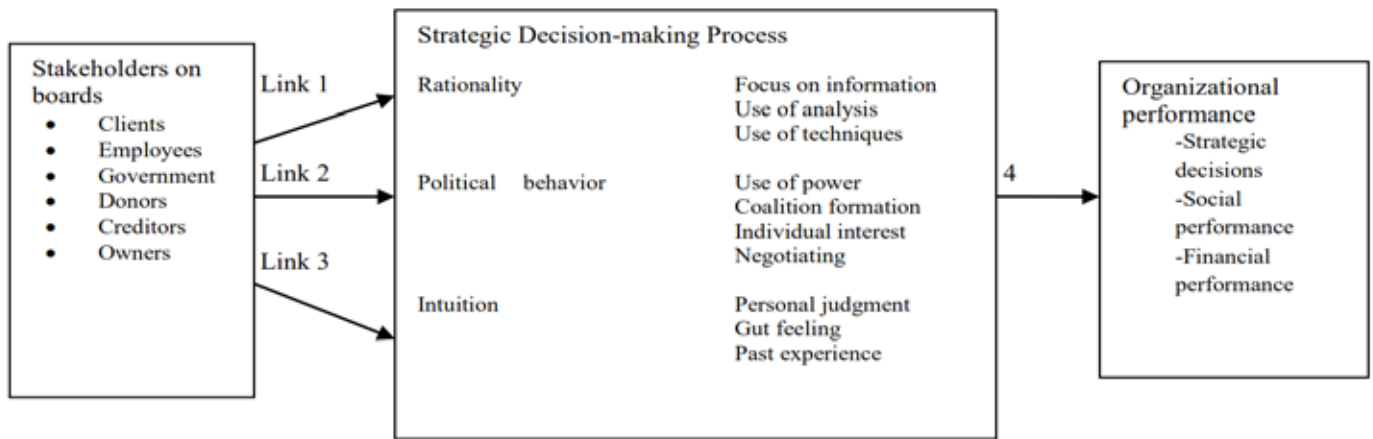 Stakeholders on
boards
• Clients
• Employees
• Government
• Donors
• Creditors
• Owners
Link 1
Link 2
Link 3
Strategic Decision-making Process
Rationality
Focus on information
Use of analysis
Use of techniques
Political behavior
Use of power
Coalition formation
Individual interest
Negotiating
Intuition
Personal judgment
Gut feeling
Past experience
4
Organizational
performance
-Strategic
decisions
-Social
performance
-Financial
performance